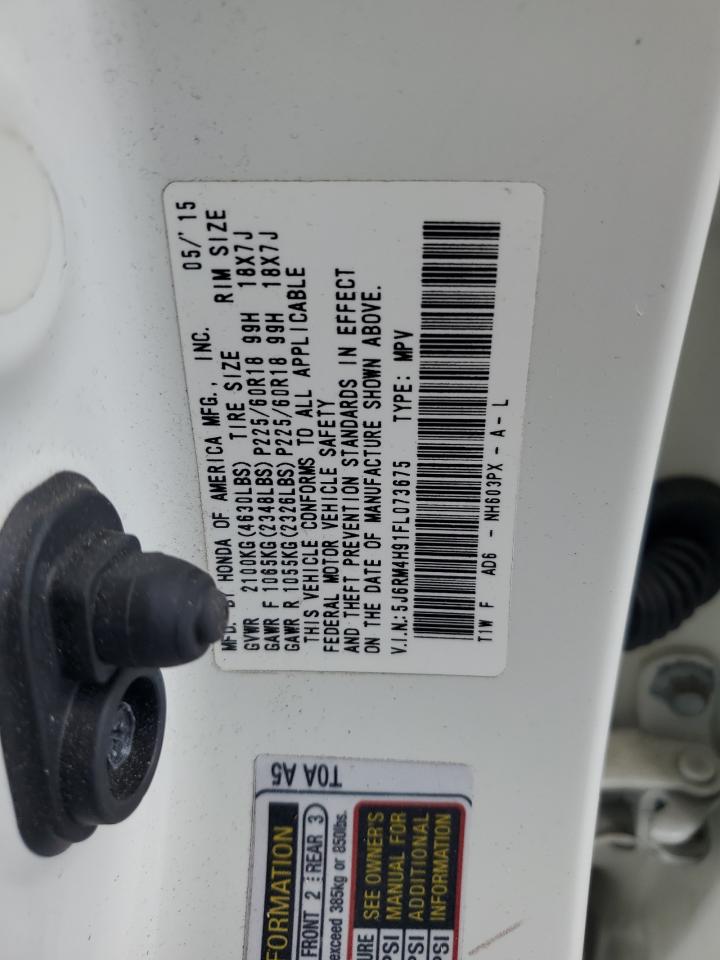 MFD. BY HONDA OF AMERICA MFG., INC. 05/'15
GVWR 2100KG(4630LBS) TIRE SIZE RIM SIZE
GAWR F 1065KG(2348LBS)P225/60R18 99H 18X7J
GAWR R 1055KG(2326LBS)P225/60R18 99H 18X7J
THIS VEHICLE CONFORMS TO ALL APPLICABLE
FEDERAL MOTOR VEHICLE SAFETY
AND THEFT PREVENTION STANDARDS IN EFFECT
ON THE DATE OF MANUFACTURE SHOWN ABOVE.
V.I.N.:5J6RM4H91FL073675 TYPE: MPV
T1W F AD6 - NH603PX - A - L
T0A A5
FORMATION
FRONT 2 : REAR 3
exceed 385kg or 850lbs.
URE SEE OWNER'S
PSI MANUAL FOR
PSI ADDITIONAL
PSI INFORMATION